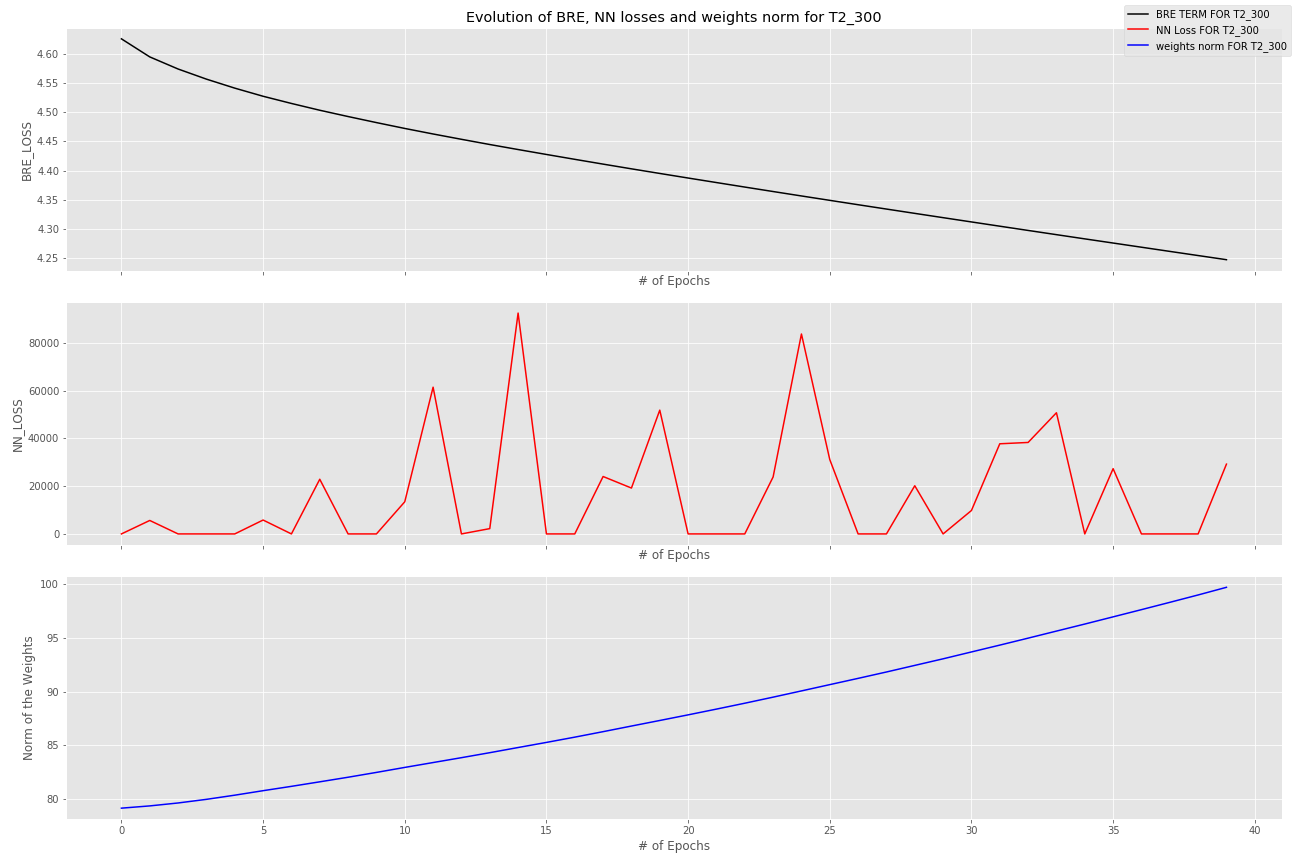 Evolution of BRE, NN losses and weights norm for T2_300
BRE TERM FOR T2_300
NN Loss FOR T2_300
weights norm FOR T2_300
BRE_LOSS
4.60
4.55
4.50
4.45
4.40
4.35
4.30
4.25
# of Epochs
NN_LOSS
80000
60000
40000
20000
0
# of Epochs
Norm of the Weights
100
95
90
85
80
0 5 10 15 20 25 30 35 40
# of Epochs